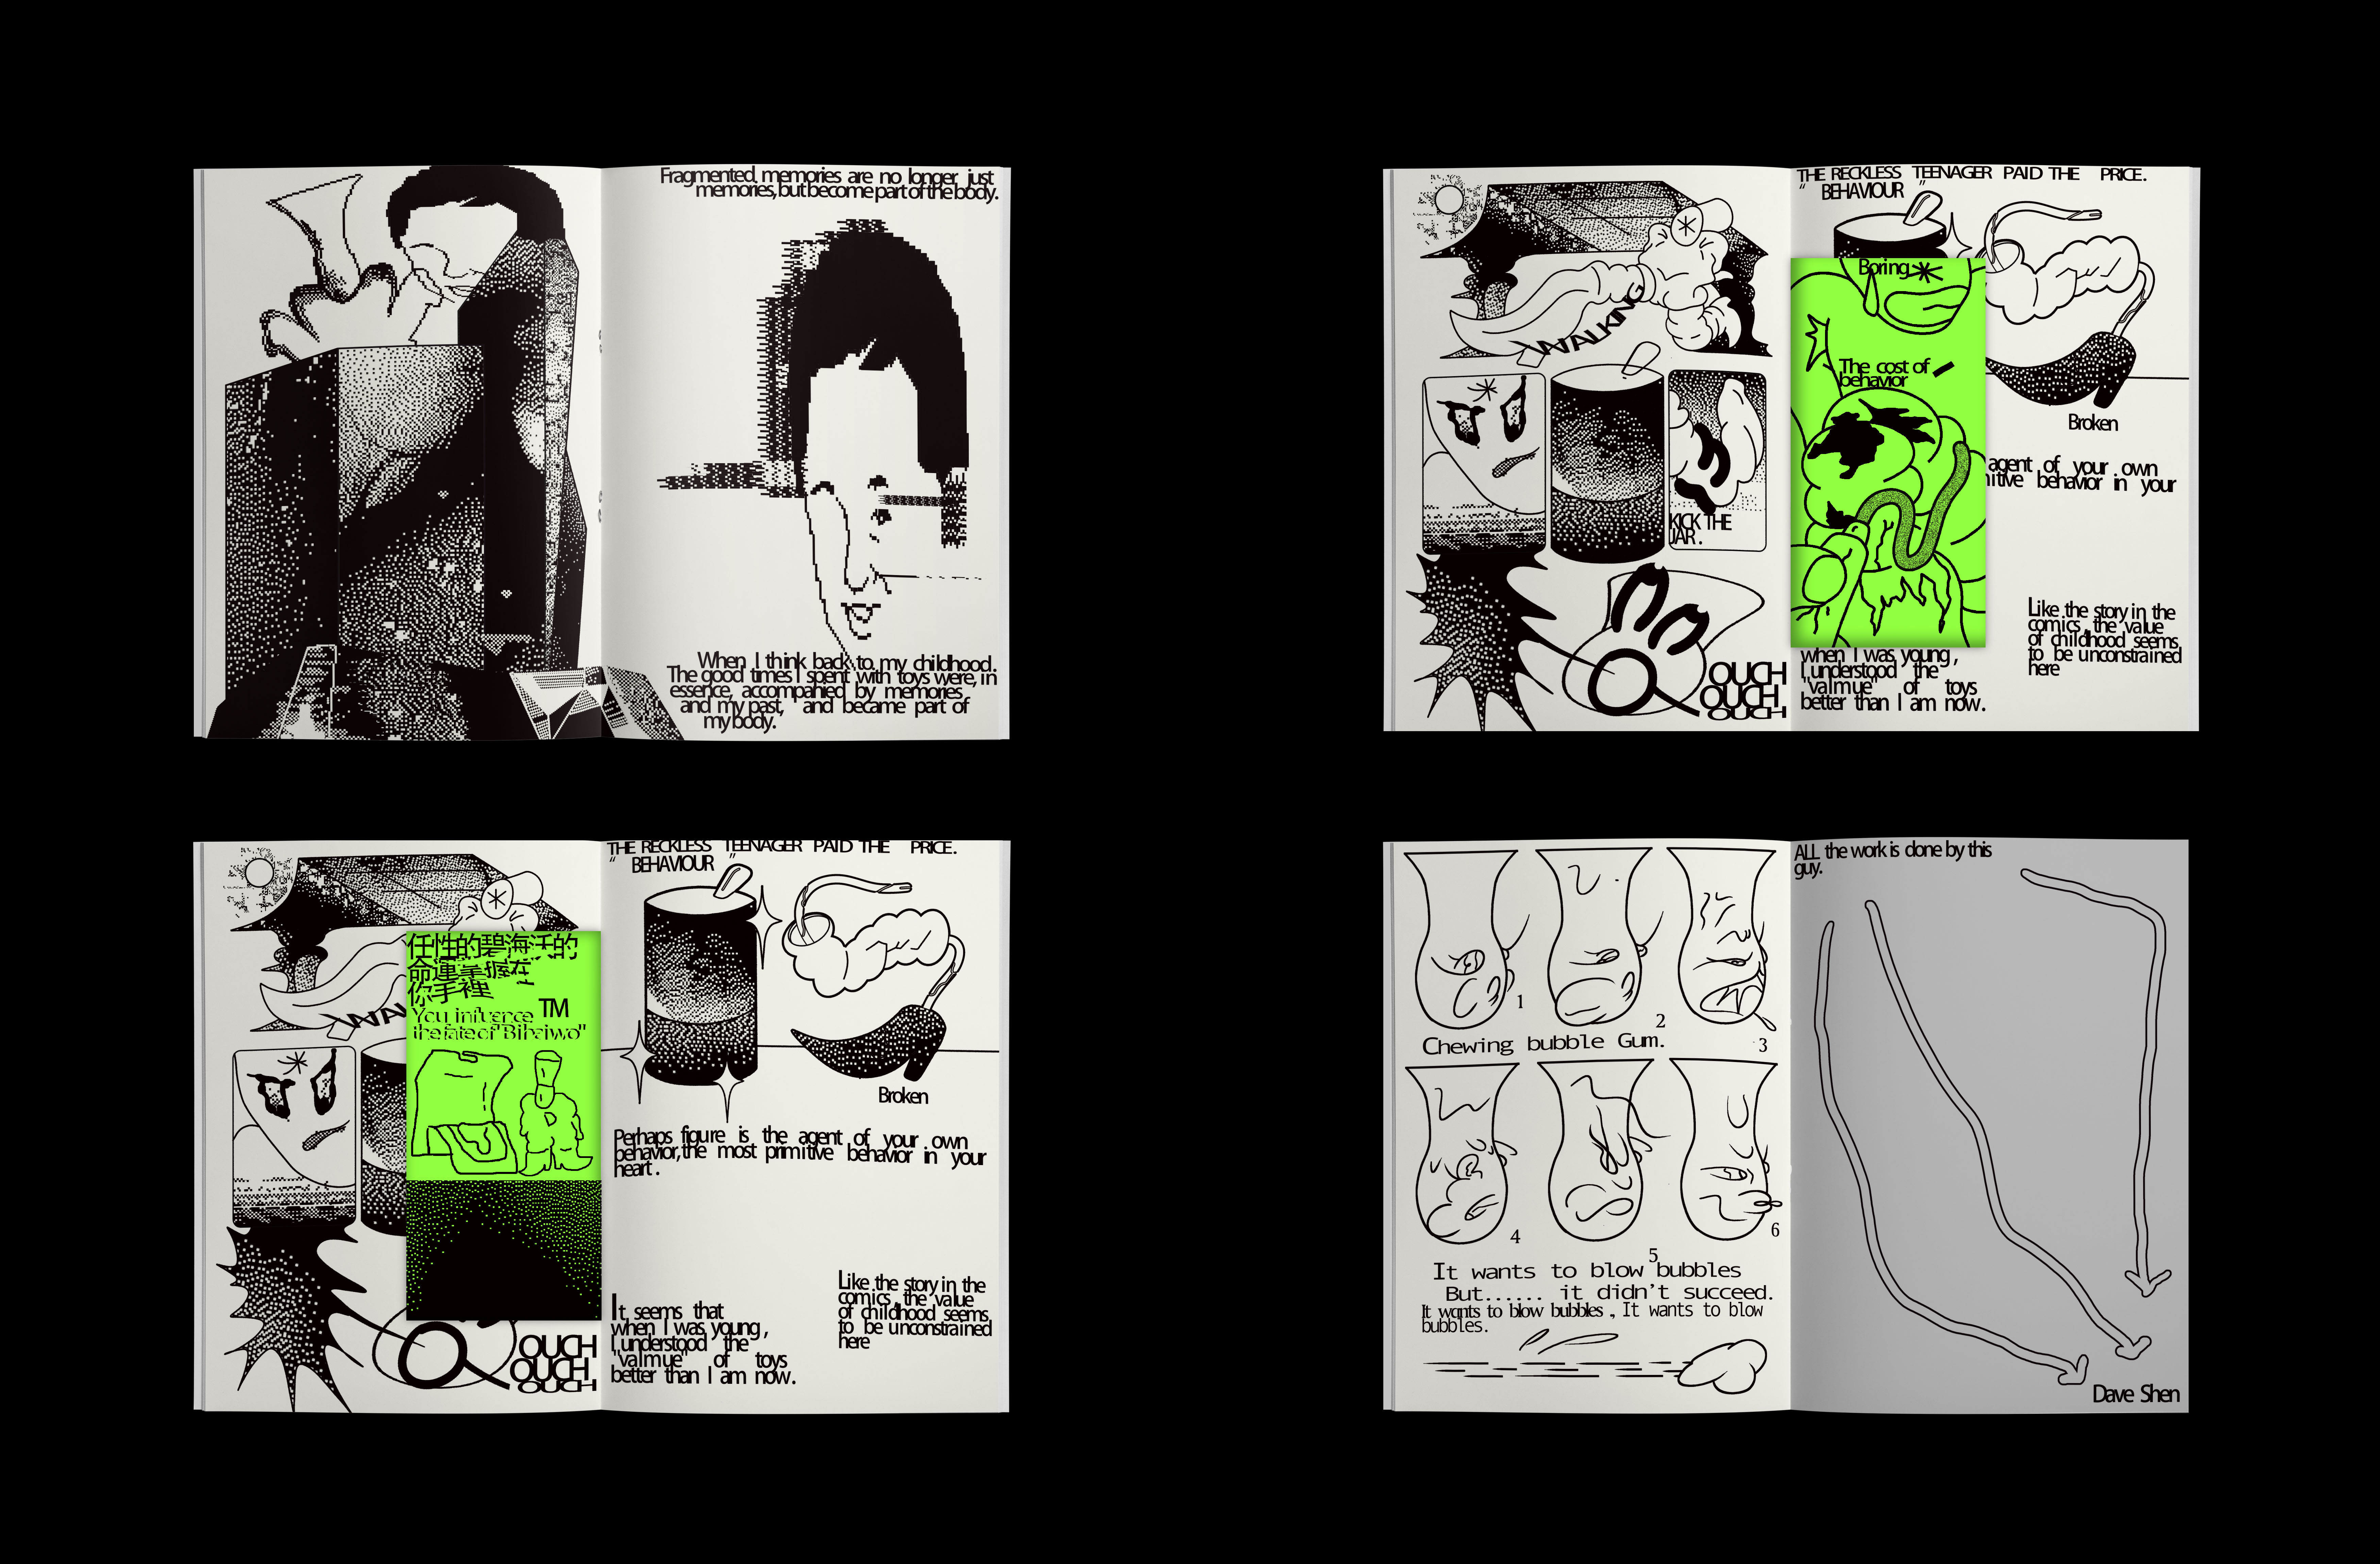 Fragmented memories are no longer just
memories, but become part of the body.
When I think back to my childhood.
The good times I spent with toys were, in
essence, accompanied by memories
and my past, and became part of
my body.
WALKING
KICK THE
JAR.
OUCH
OUCH
OUCH
THE RECKLESS TEENAGER PAID THE PRICE.
“ BEHAVIOUR ”
Boring
The cost of
behavior
Broken
agent of your own
behavior in your
Like the story in the
comics, the value
of childhood seems
to be unconstrained
here
when I was young,
I understood the
"valmue" of toys
better than I am now.
任性的碧海沃的
命運掌握在
你手裡
TM
You influence
the fate of "Bihaiwo"
OUCH
OUCH
OUCH
THE RECKLESS TEENAGER PAID THE PRICE.
“ BEHAVIOUR ”
Broken
Perhaps figure is the agent of your own
behavior, the most primitive behavior in your
heart.
It seems that
when I was young,
I understood the
"valmue" of toys
better than I am now.
Like the story in the
comics, the value
of childhood seems
to be unconstrained
here
1
2
3
Chewing bubble Gum.
4
5
6
It wants to blow bubbles
But...... it didn't succeed.
It wants to blow bubbles, It wants to blow
bubbles.
ALL the work is done by this
guy.
Dave Shen